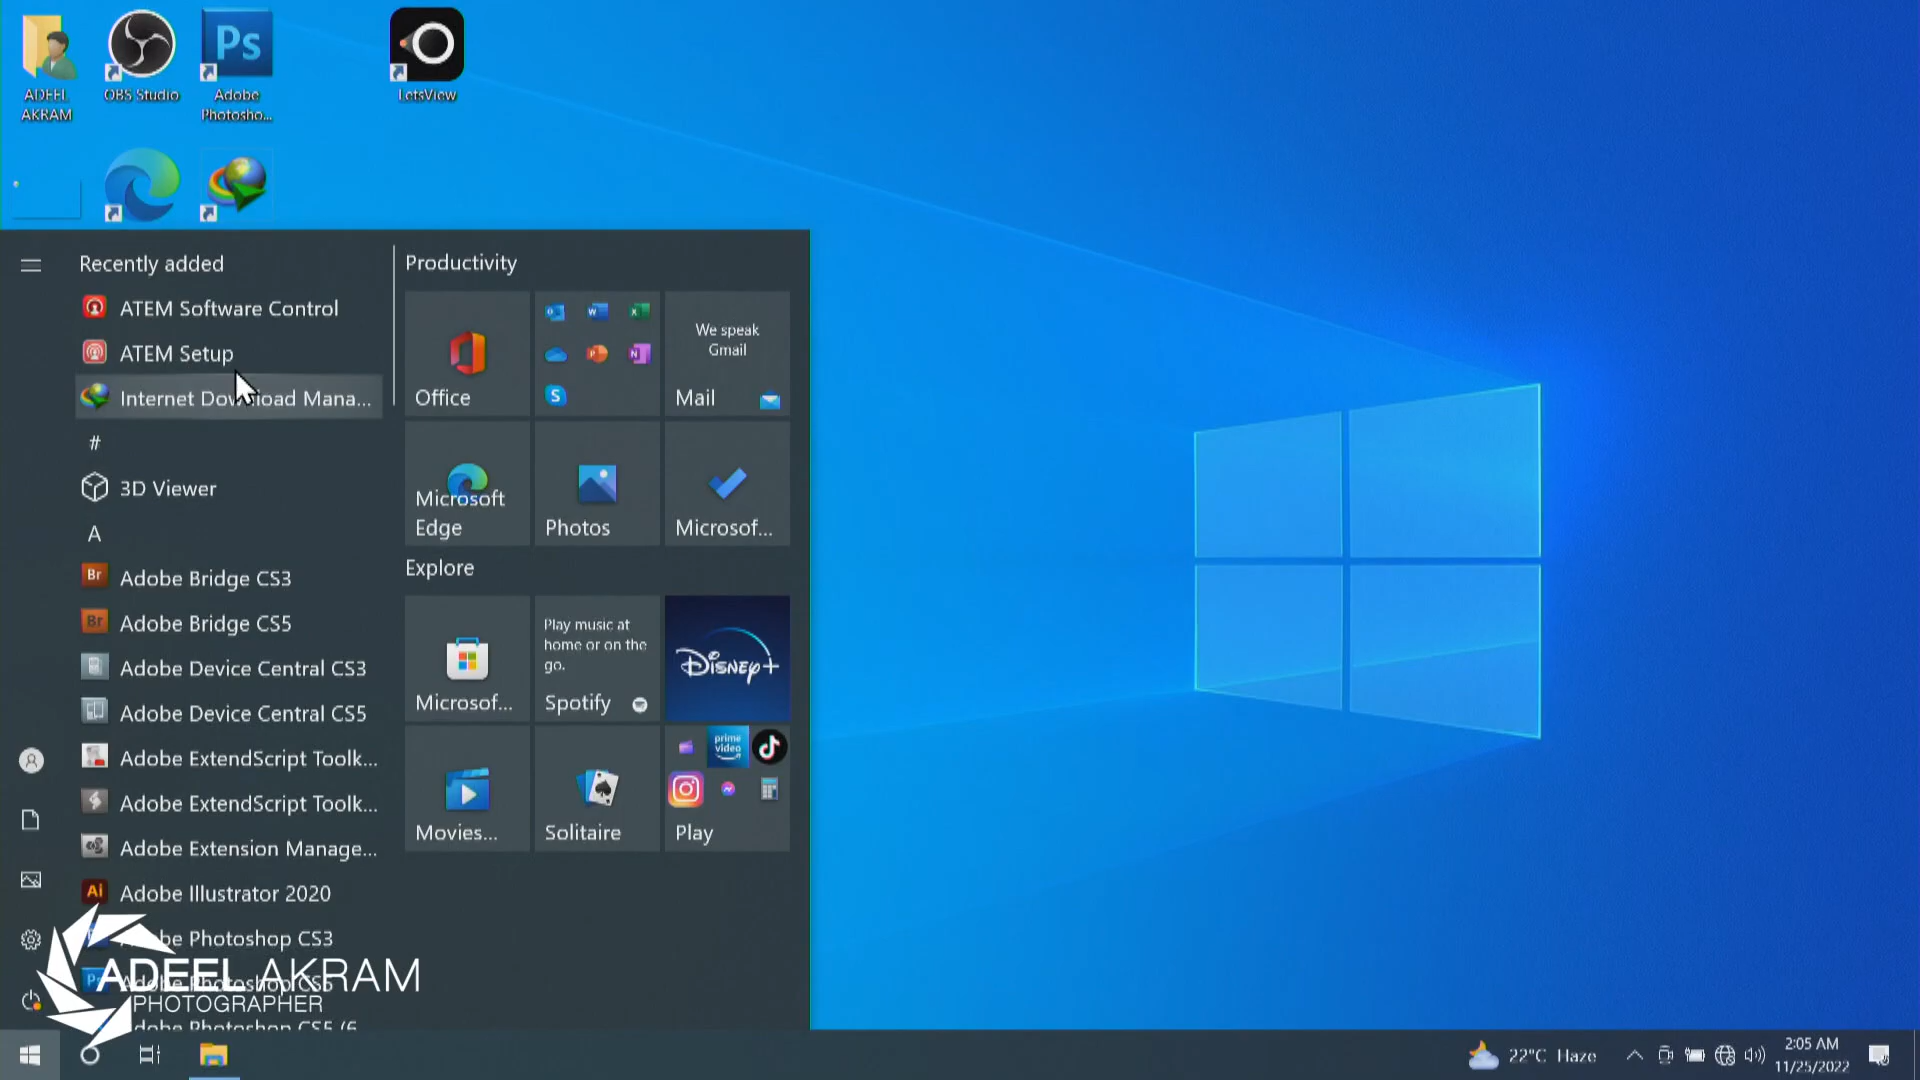 ADEEL
AKRAM
OBS Studio
Ps
Adobe
Photosho...
LetsView
Recently added
ATEM Software Control
ATEM Setup
Internet Download Mana...
#
3D Viewer
A
Br
Adobe Bridge CS3
Br
Adobe Bridge CS5
Adobe Device Central CS3
Adobe Device Central CS5
Adobe ExtendScript Toolk...
Adobe ExtendScript Toolk...
Adobe Extension Manage...
Ai
Adobe Illustrator 2020
Adobe Photoshop CS3
Adobe Photoshop CS5
Adobe Photoshop CS5 (6
Productivity
Office
We speak
Gmail
Mail
Microsoft
Edge
Photos
Microsof...
Explore
Microsof...
Play music at
home or on the
go.
Spotify
Disney+
Movies...
Solitaire
prime
video
Play
ADEEL AKRAM
PHOTOGRAPHER
22°C Haze
2:05 AM
11/25/2022